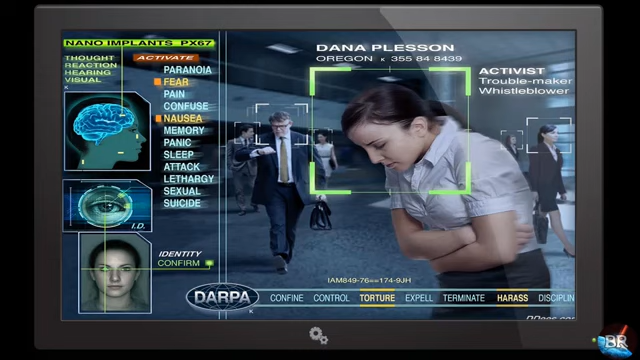 NANO IMPLANTS PX67
THOUGHT
REACTION
HEARING
VISUAL
ACTIVATE
PARANOIA
FEAR
PAIN
CONFUSE
NAUSEA
MEMORY
PANIC
SLEEP
ATTACK
LETHARGY
SEXUAL
SUICIDE
I.D.
IDENTITY
CONFIRM
DANA PLESSON
OREGON K 355 84 8439
ACTIVIST
Trouble-maker
Whistleblower
IAM849-76==174-9JH
DARPA
CONFINE CONTROL TORTURE EXPELL TERMINATE HARASS DISCIPLIN
BR